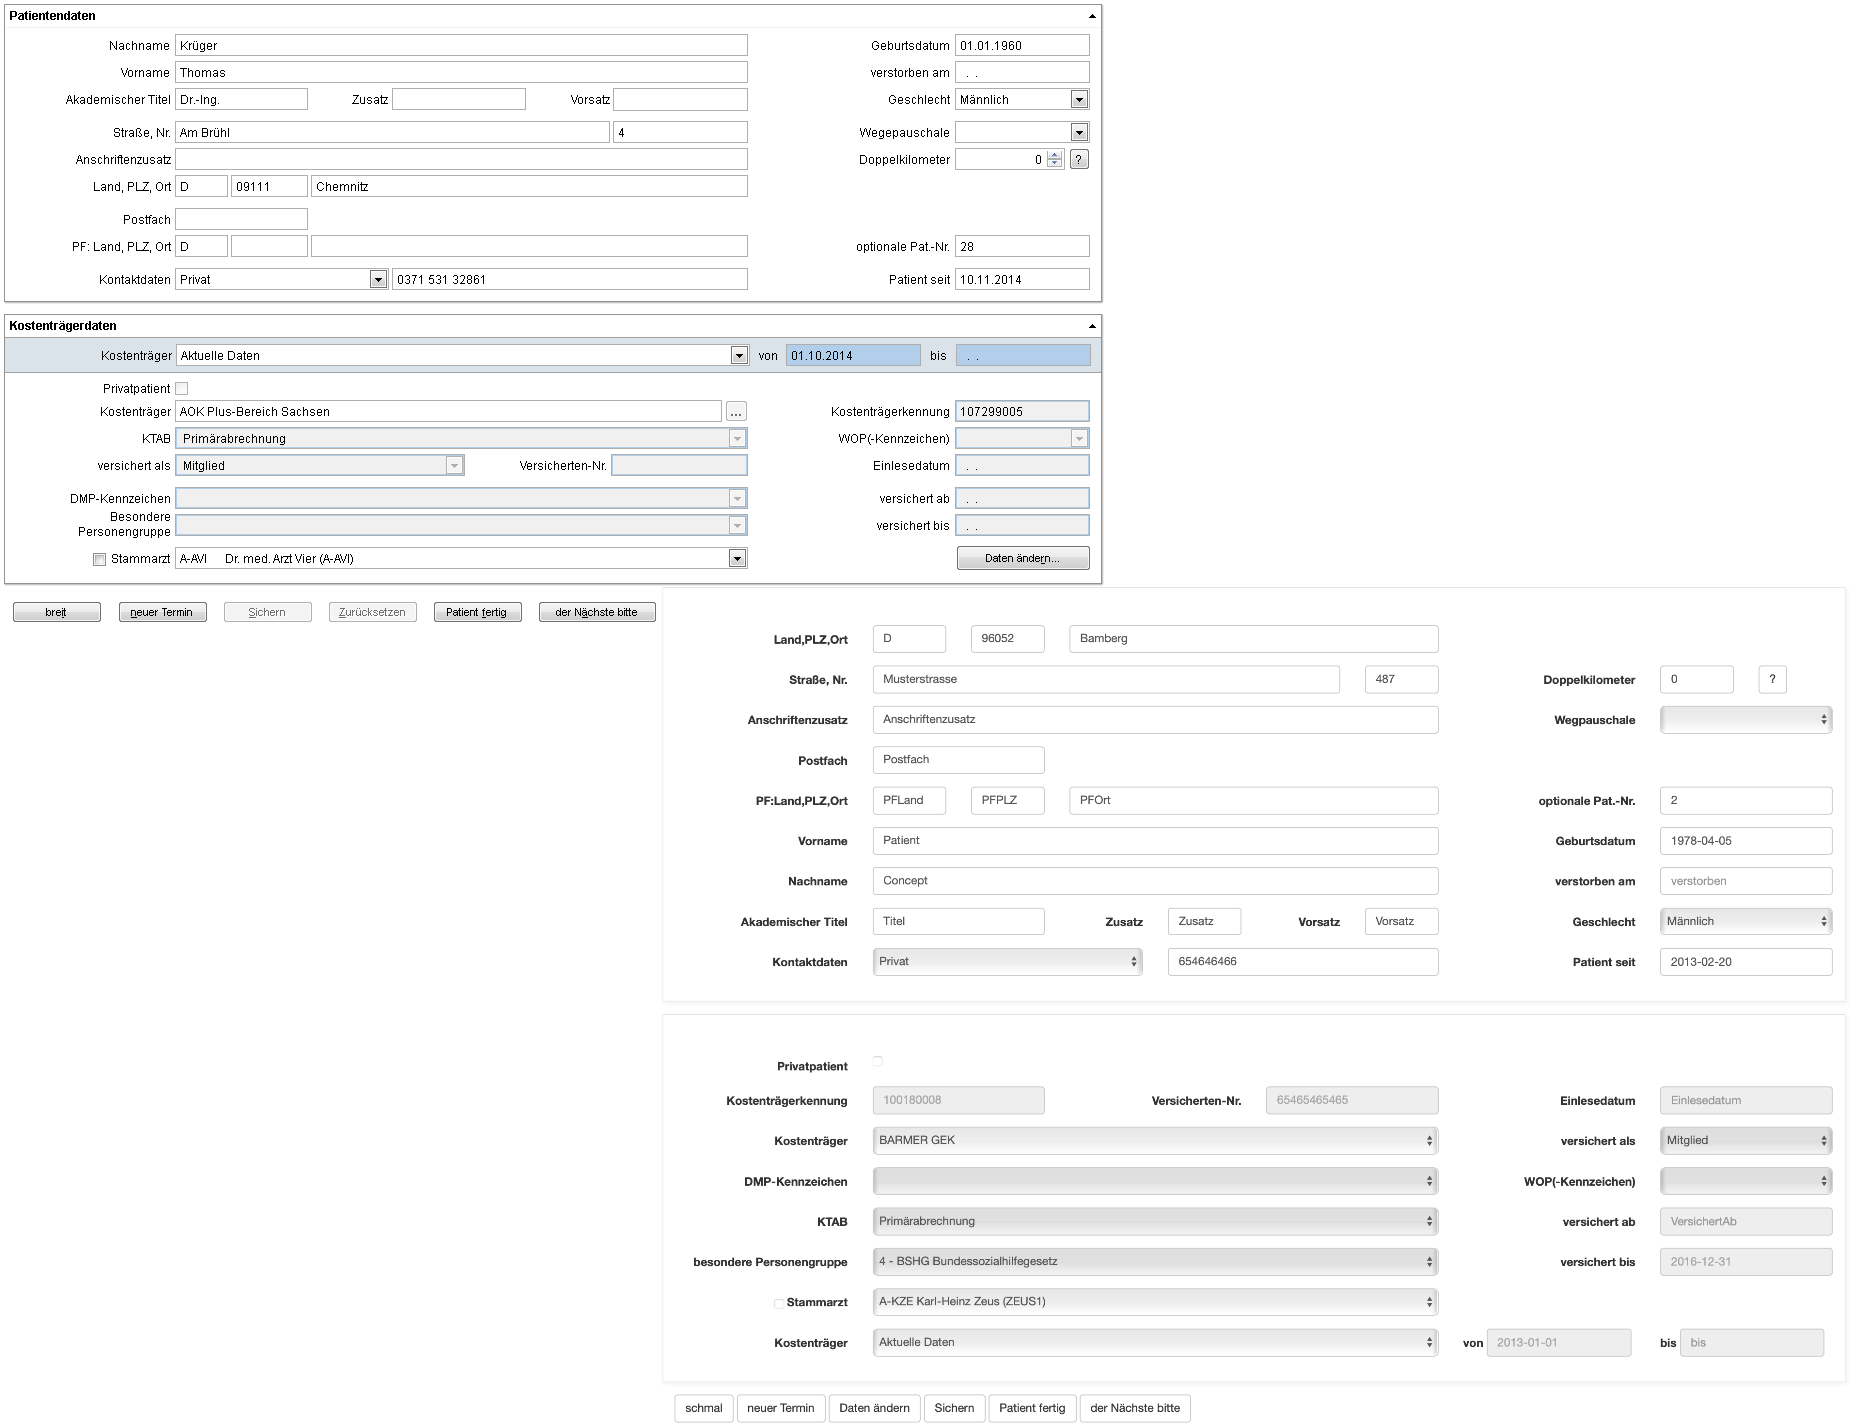 Patientendaten
Nachname Krüger Geburtsdatum 01.01.1960
Vorname Thomas verstorben am . .
Akademischer Titel Dr.-Ing. Zusatz Vorsatz Geschlecht Männlich
Straße, Nr. Am Brühl 4 Wegepauschale
Anschriftenzusatz Doppelkilometer 0 ?
Land, PLZ, Ort D 09111 Chemnitz
Postfach
PF: Land, PLZ, Ort D optionale Pat.-Nr. 28
Kontaktdaten Privat 0371 531 32861 Patient seit 10.11.2014
Kostenträgerdaten
Kostenträger Aktuelle Daten von 01.10.2014 bis . .
Privatpatient
Kostenträger AOK Plus-Bereich Sachsen ... Kostenträgerkennung 107299005
KTAB Primärabrechnung WOP(-Kennzeichen)
versichert als Mitglied Versicherten-Nr. Einlesedatum . .
DMP-Kennzeichen versichert ab . .
Besondere
Personengruppe versichert bis . .
Stammarzt A-AVI Dr. med. Arzt Vier (A-AVI) Daten ändern...
breit neuer Termin Sichern Zurücksetzen Patient fertig der Nächste bitte
Land,PLZ,Ort D 96052 Bamberg
Straße, Nr. Musterstrasse 487 Doppelkilometer 0 ?
Anschriftenzusatz Anschriftenzusatz Wegpauschale
Postfach Postfach
PF:Land,PLZ,Ort PFLand PFPLZ PFOrt optionale Pat.-Nr. 2
Vorname Patient Geburtsdatum 1978-04-05
Nachname Concept verstorben am verstorben
Akademischer Titel Titel Zusatz Zusatz Vorsatz Vorsatz Geschlecht Männlich
Kontaktdaten Privat 654646466 Patient seit 2013-02-20
Privatpatient
Kostenträgerkennung 100180008 Versicherten-Nr. 65465465465 Einlesedatum Einlesedatum
Kostenträger BARMER GEK versichert als Mitglied
DMP-Kennzeichen WOP(-Kennzeichen)
KTAB Primärabrechnung versichert ab VersichertAb
besondere Personengruppe 4 - BSHG Bundessozialhilfegesetz versichert bis 2016-12-31
Stammarzt A-KZE Karl-Heinz Zeus (ZEUS1)
Kostenträger Aktuelle Daten von 2013-01-01 bis bis
schmal neuer Termin Daten ändern Sichern Patient fertig der Nächste bitte